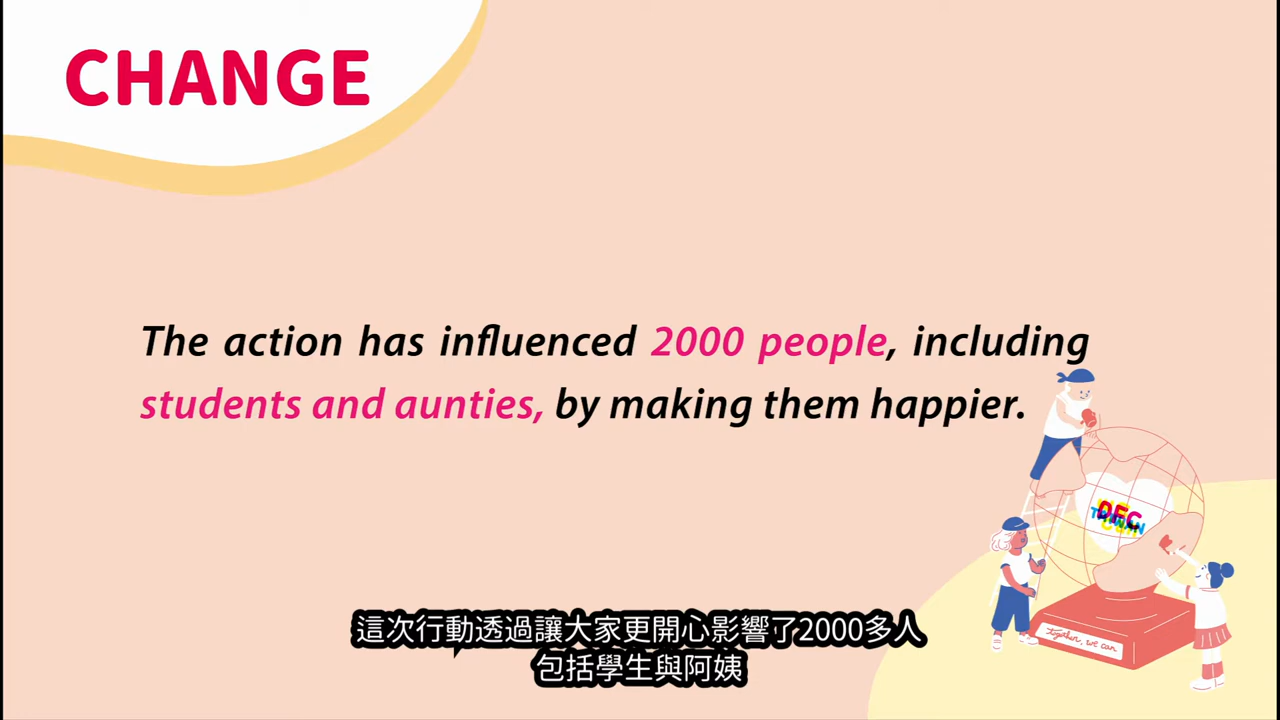 CHANGE
The action has influenced 2000 people, including
students and aunties, by making them happier.
DFC
TAIWAN
together, we can
這次行動透過讓大家更開心影響了2000多人
包括學生與阿姨